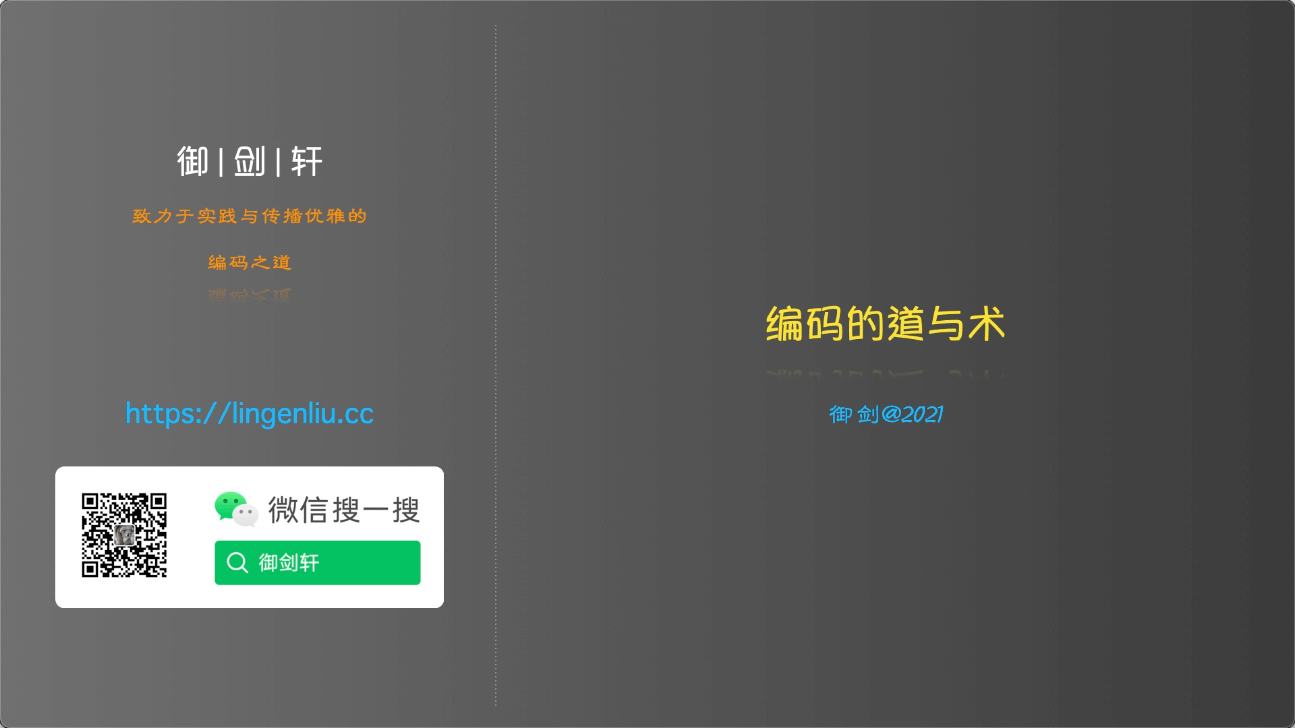 御|剑|轩
致力于实践与传播优雅的
编码之道
https://lingenliu.cc
微信搜一搜
御剑轩
编码的道与术
御剑@2021